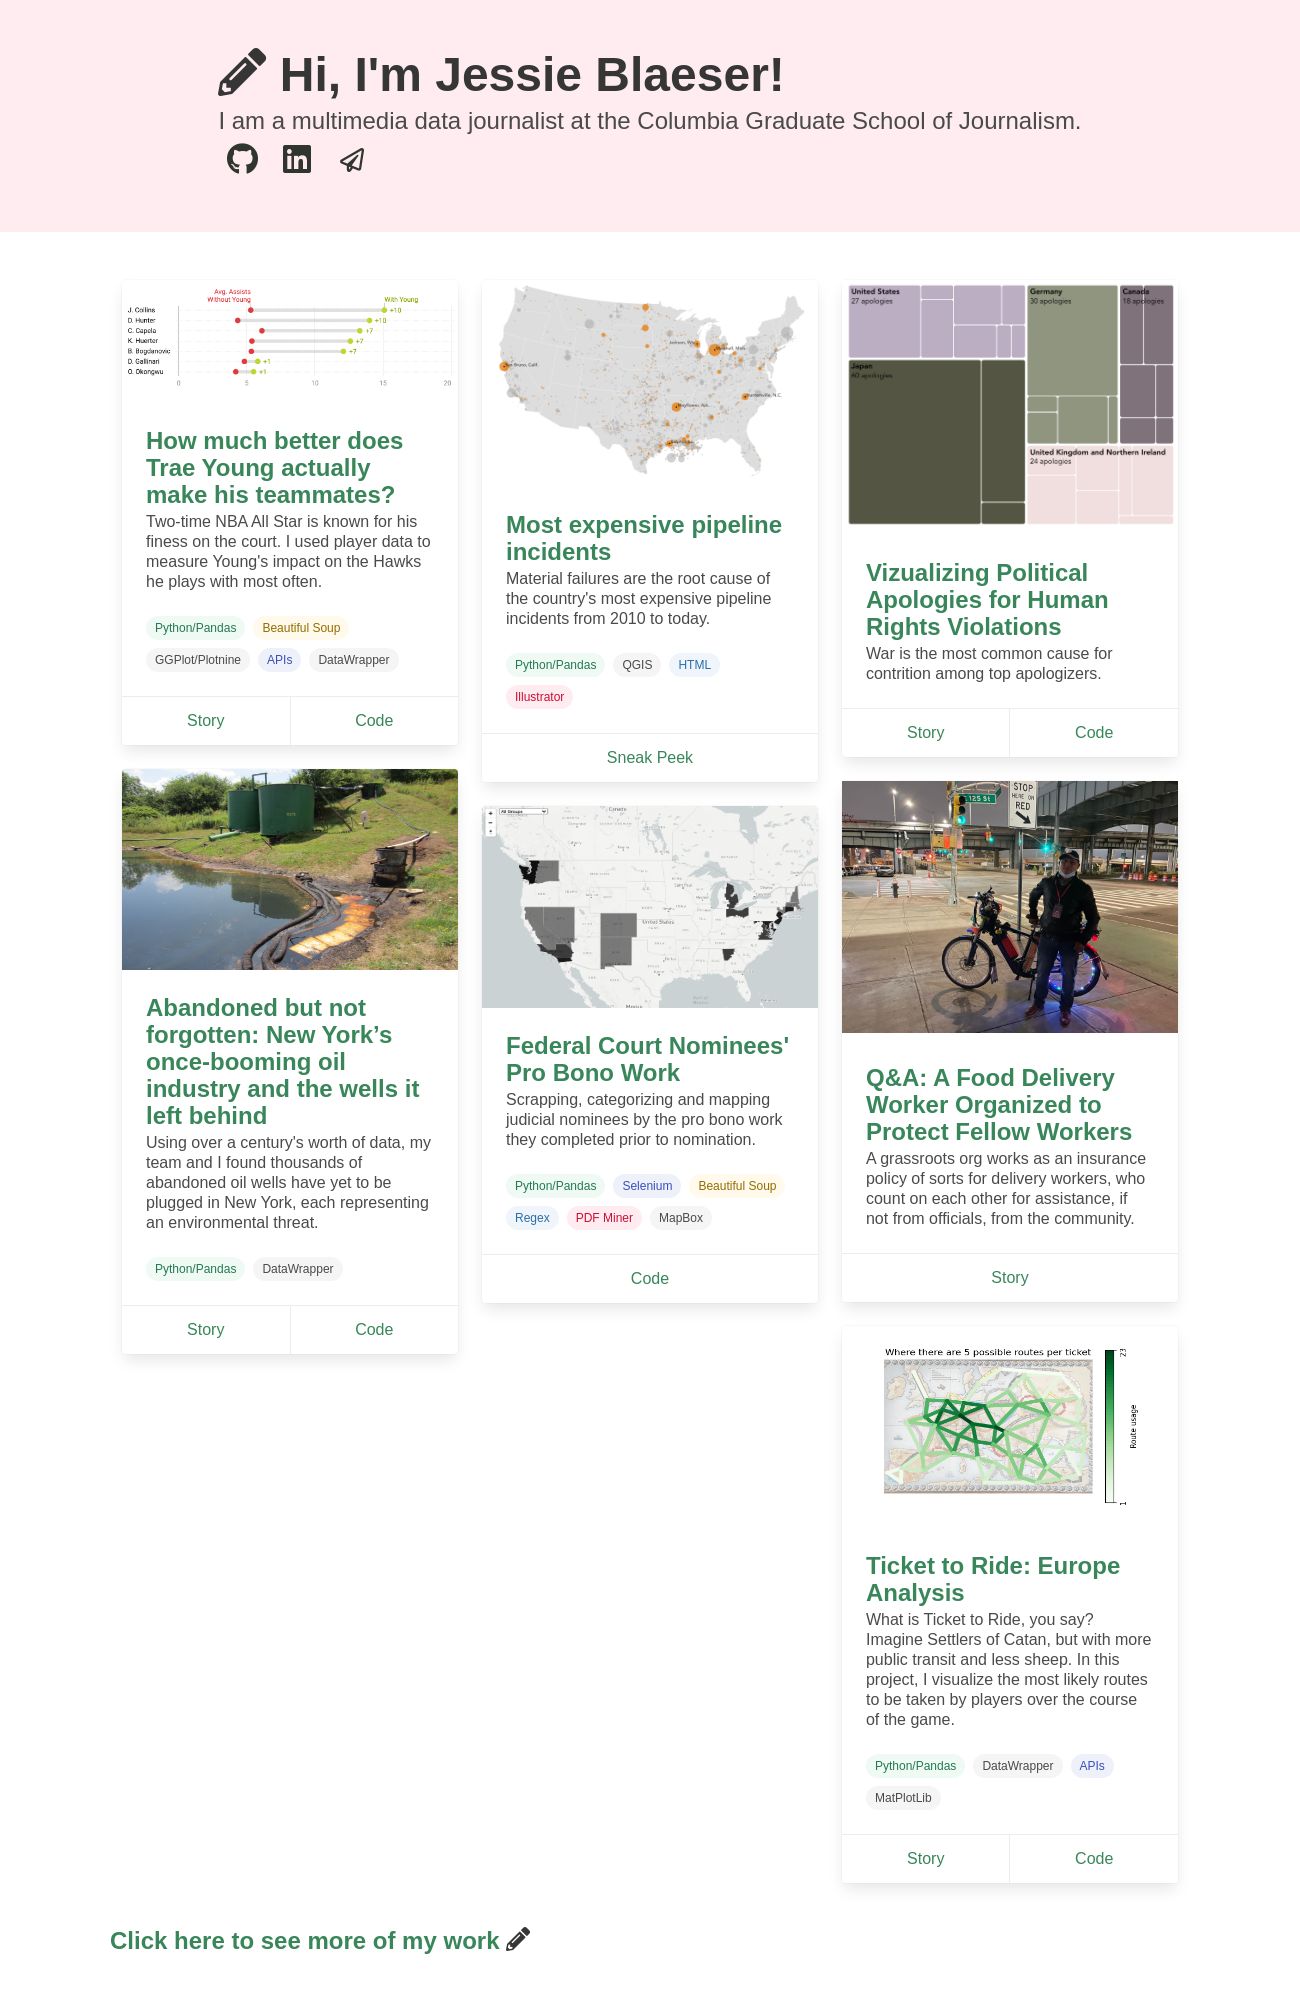 Hi, I'm Jessie Blaeser!
I am a multimedia data journalist at the Columbia Graduate School of Journalism.
Avg. Assists
Without Young
With Young
J. Collins
+10
D. Hunter
+10
C. Capela
+7
K. Huerter
+7
B. Bogdanovic
+7
D. Gallinari
+1
O. Okongwu
+1
0 5 10 15 20
How much better does
Trae Young actually
make his teammates?
Two-time NBA All Star is known for his
finess on the court. I used player data to
measure Young's impact on the Hawks
he plays with most often.
Python/Pandas Beautiful Soup
GGPlot/Plotnine APIs DataWrapper
Story Code
Abandoned but not
forgotten: New York’s
once-booming oil
industry and the wells it
left behind
Using over a century's worth of data, my
team and I found thousands of
abandoned oil wells have yet to be
plugged in New York, each representing
an environmental threat.
Python/Pandas DataWrapper
Story Code
Huntersville, N.C.
Most expensive pipeline
incidents
Material failures are the root cause of
the country's most expensive pipeline
incidents from 2010 to today.
Python/Pandas QGIS HTML
Illustrator
Sneak Peek
All Groups
Canada
United States
Mexico
Federal Court Nominees'
Pro Bono Work
Scrapping, categorizing and mapping
judicial nominees by the pro bono work
they completed prior to nomination.
Python/Pandas Selenium Beautiful Soup
Regex PDF Miner MapBox
Code
United States
27 apologies
Germany
30 apologies
Canada
18 apologies
Japan
60 apologies
United Kingdom and Northern Ireland
24 apologies
Vizualizing Political
Apologies for Human
Rights Violations
War is the most common cause for
contrition among top apologizers.
Story Code
STOP
HERE ON
RED
125 St
Q&A: A Food Delivery
Worker Organized to
Protect Fellow Workers
A grassroots org works as an insurance
policy of sorts for delivery workers, who
count on each other for assistance, if
not from officials, from the community.
Story
Where there are 5 possible routes per ticket
23
Route usage
1
Ticket to Ride: Europe
Analysis
What is Ticket to Ride, you say?
Imagine Settlers of Catan, but with more
public transit and less sheep. In this
project, I visualize the most likely routes
to be taken by players over the course
of the game.
Python/Pandas DataWrapper APIs
MatPlotLib
Story Code
Click here to see more of my work